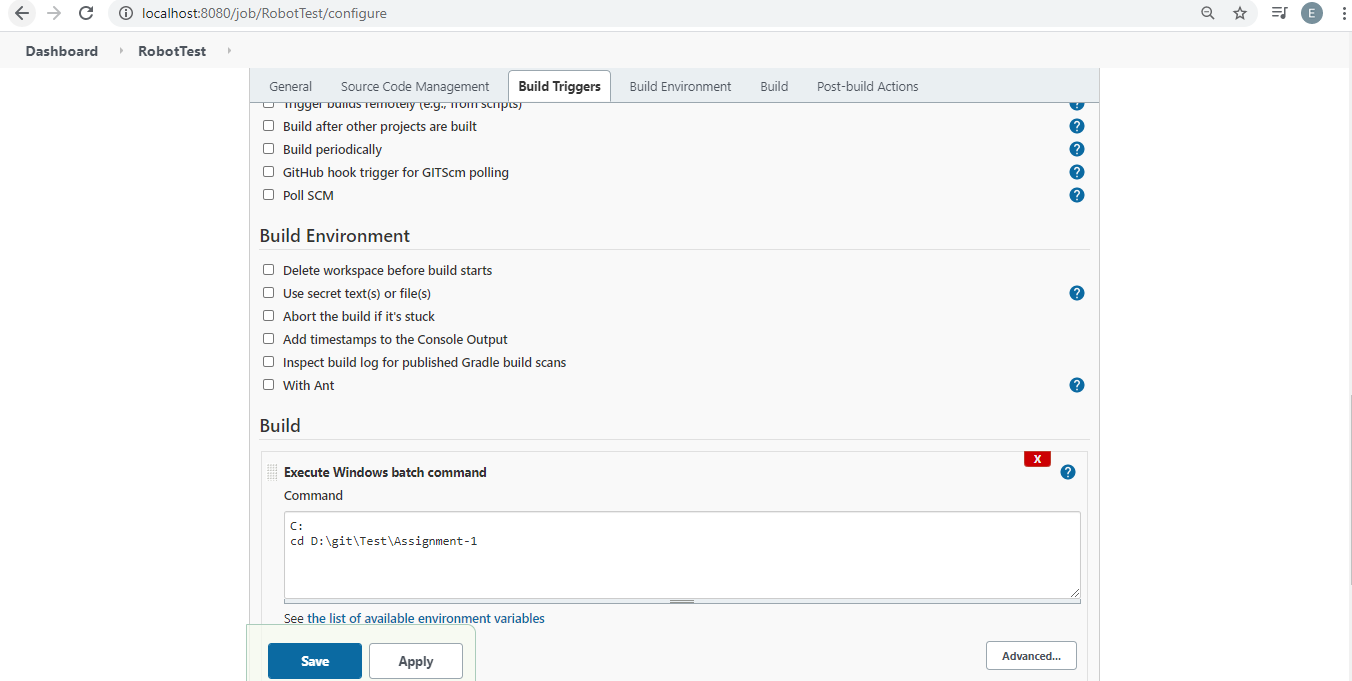 localhost:8080/job/RobotTest/configure
E
Dashboard
RobotTest
General
Source Code Management
Build Triggers
Build Environment
Build
Post-build Actions
Trigger builds remotely (e.g., from scripts)
?
Build after other projects are built
?
Build periodically
?
GitHub hook trigger for GITScm polling
?
Poll SCM
?
Build Environment
Delete workspace before build starts
Use secret text(s) or file(s)
?
Abort the build if it's stuck
Add timestamps to the Console Output
Inspect build log for published Gradle build scans
With Ant
?
Build
X
Execute Windows batch command
?
Command
C:
cd D:\git\Test\Assignment-1
See the list of available environment variables
Save
Apply
Advanced...